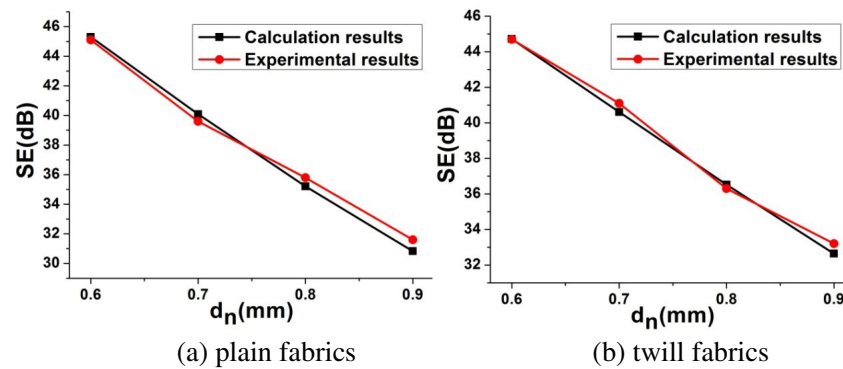 46
44
42
40
38
36
34
32
30
SE(dB)
Calculation results
Experimental results
0.6 0.7 0.8 0.9
dn(mm)
(a) plain fabrics
46
44
42
40
38
36
34
32
SE(dB)
Calculation results
Experimental results
0.6 0.7 0.8 0.9
dn(mm)
(b) twill fabrics